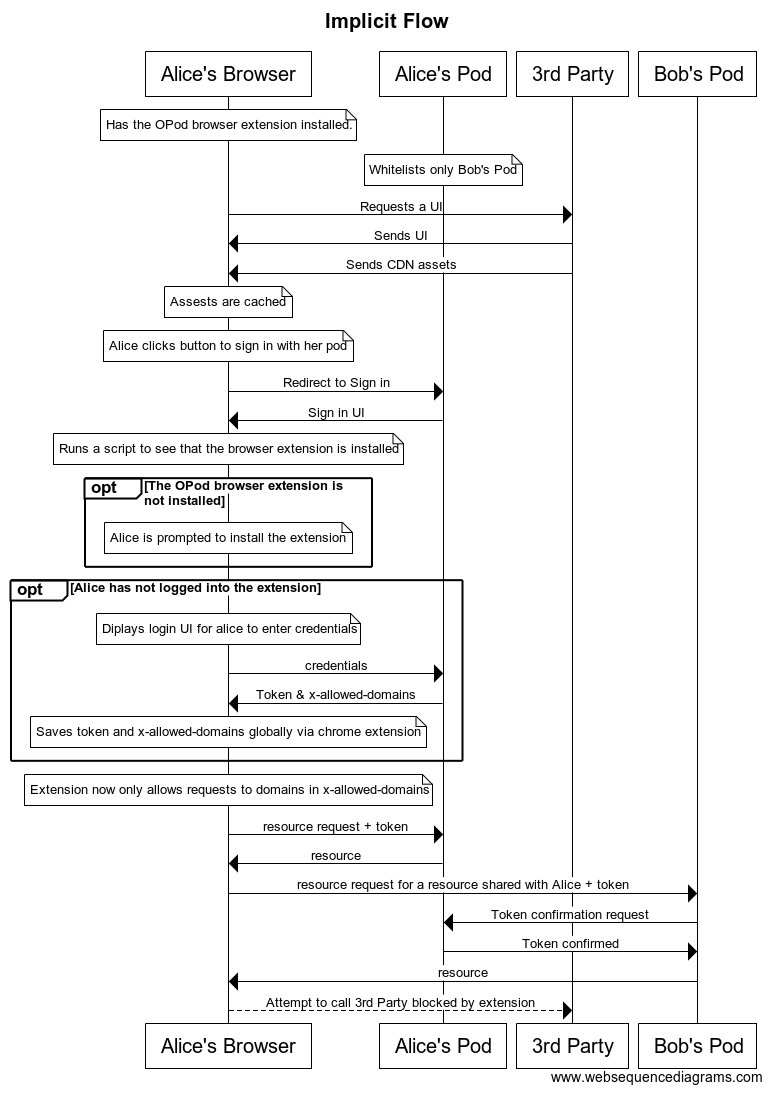 Implicit Flow
Alice's Browser
Alice's Pod
3rd Party
Bob's Pod
Has the OPod browser extension installed.
Whitelists only Bob's Pod
Requests a UI
Sends UI
Sends CDN assets
Assests are cached
Alice clicks button to sign in with her pod
Redirect to Sign in
Sign in UI
Runs a script to see that the browser extension is installed
opt
[The OPod browser extension is
not installed]
Alice is prompted to install the extension
opt
[Alice has not logged into the extension]
Diplays login UI for alice to enter credentials
credentials
Token & x-allowed-domains
Saves token and x-allowed-domains globally via chrome extension
Extension now only allows requests to domains in x-allowed-domains
resource request + token
resource
resource request for a resource shared with Alice + token
Token confirmation request
Token confirmed
resource
Attempt to call 3rd Party blocked by extension
Alice's Browser
Alice's Pod
3rd Party
Bob's Pod
www.websequencediagrams.com